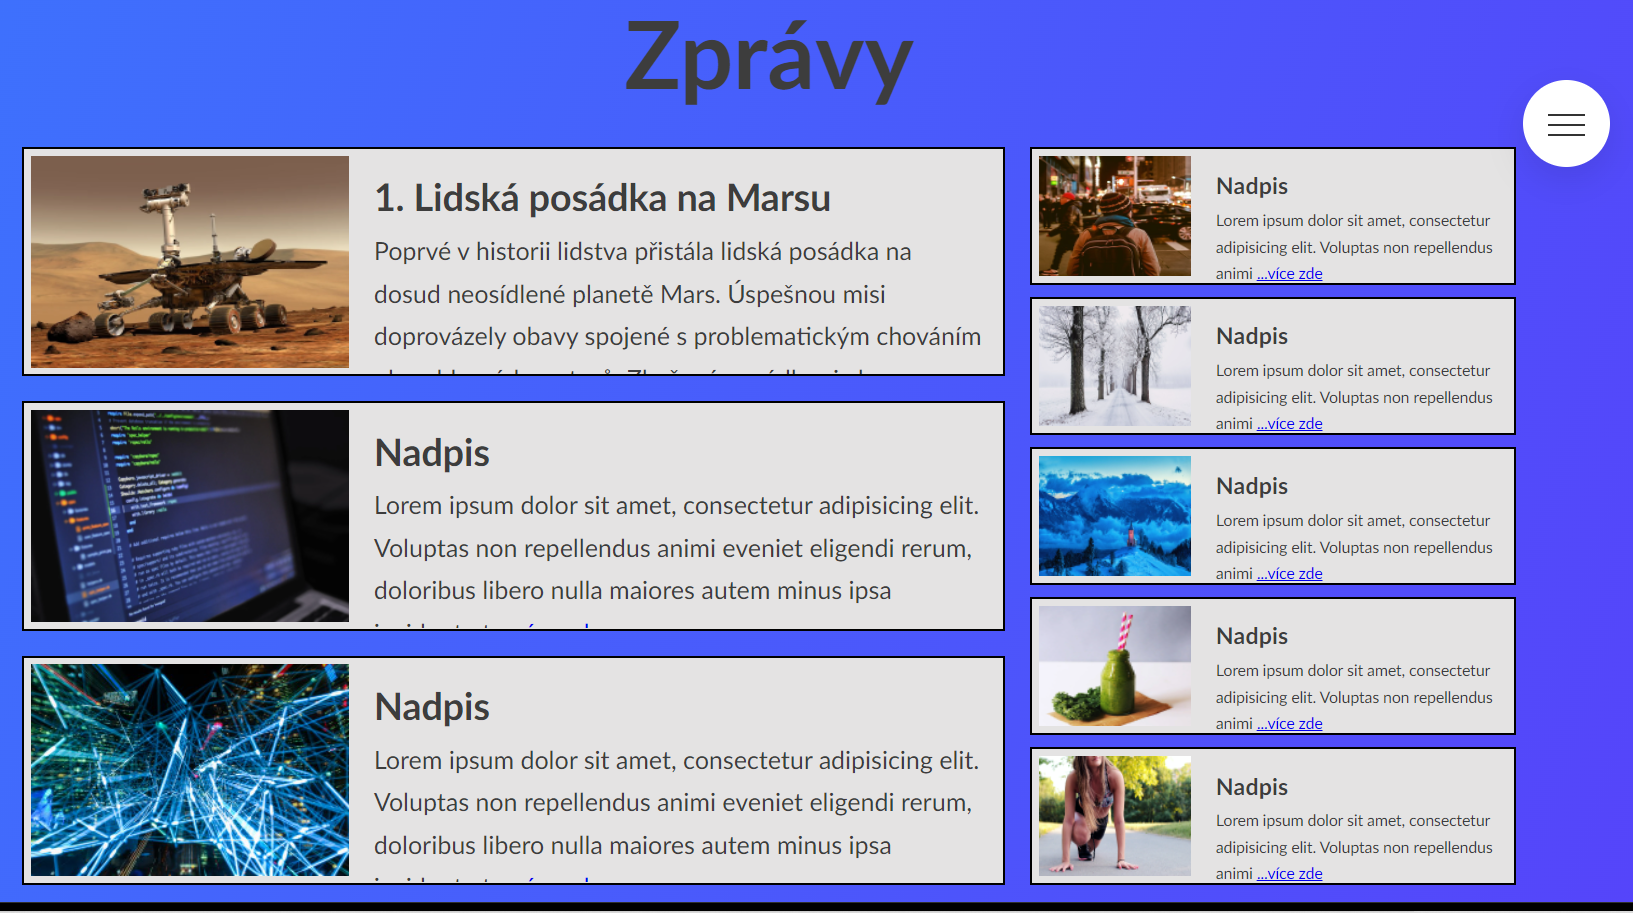 Zprávy
1. Lidská posádka na Marsu
Poprvé v historii lidstva přistála lidská posádka na
dosud neosídlené planetě Mars. Úspešnou misi
doprovázely obavy spojené s problematickým chováním
Nadpis
Lorem ipsum dolor sit amet, consectetur adipisicing elit.
Voluptas non repellendus animi eveniet eligendi rerum,
doloribus libero nulla maiores autem minus ipsa
Nadpis
Lorem ipsum dolor sit amet, consectetur adipisicing elit.
Voluptas non repellendus animi eveniet eligendi rerum,
doloribus libero nulla maiores autem minus ipsa
Nadpis
Lorem ipsum dolor sit amet, consectetur
adipisicing elit. Voluptas non repellendus
animi ...více zde
Nadpis
Lorem ipsum dolor sit amet, consectetur
adipisicing elit. Voluptas non repellendus
animi ...více zde
Nadpis
Lorem ipsum dolor sit amet, consectetur
adipisicing elit. Voluptas non repellendus
animi ...více zde
Nadpis
Lorem ipsum dolor sit amet, consectetur
adipisicing elit. Voluptas non repellendus
animi ...více zde
Nadpis
Lorem ipsum dolor sit amet, consectetur
adipisicing elit. Voluptas non repellendus
animi ...více zde